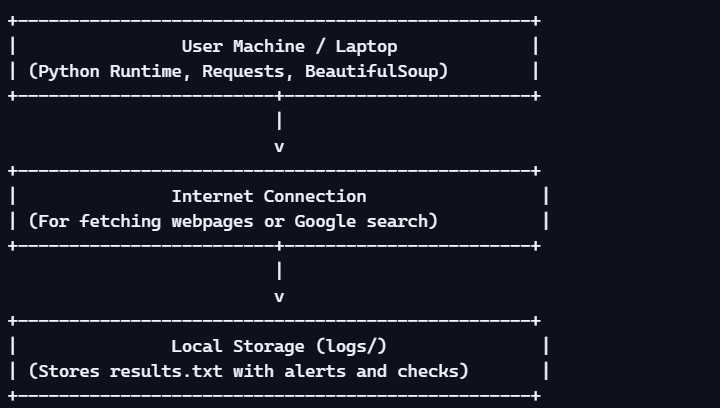 +---------------------------------------------------+
|                User Machine / Laptop             |
| (Python Runtime, Requests, BeautifulSoup)        |
+-------------------------+------------------------+
                          |
                          v
+---------------------------------------------------+
|               Internet Connection                 |
| (For fetching webpages or Google search)          |
+-------------------------+------------------------+
                          |
                          v
+---------------------------------------------------+
|               Local Storage (logs/)               |
| (Stores results.txt with alerts and checks)       |
+---------------------------------------------------+